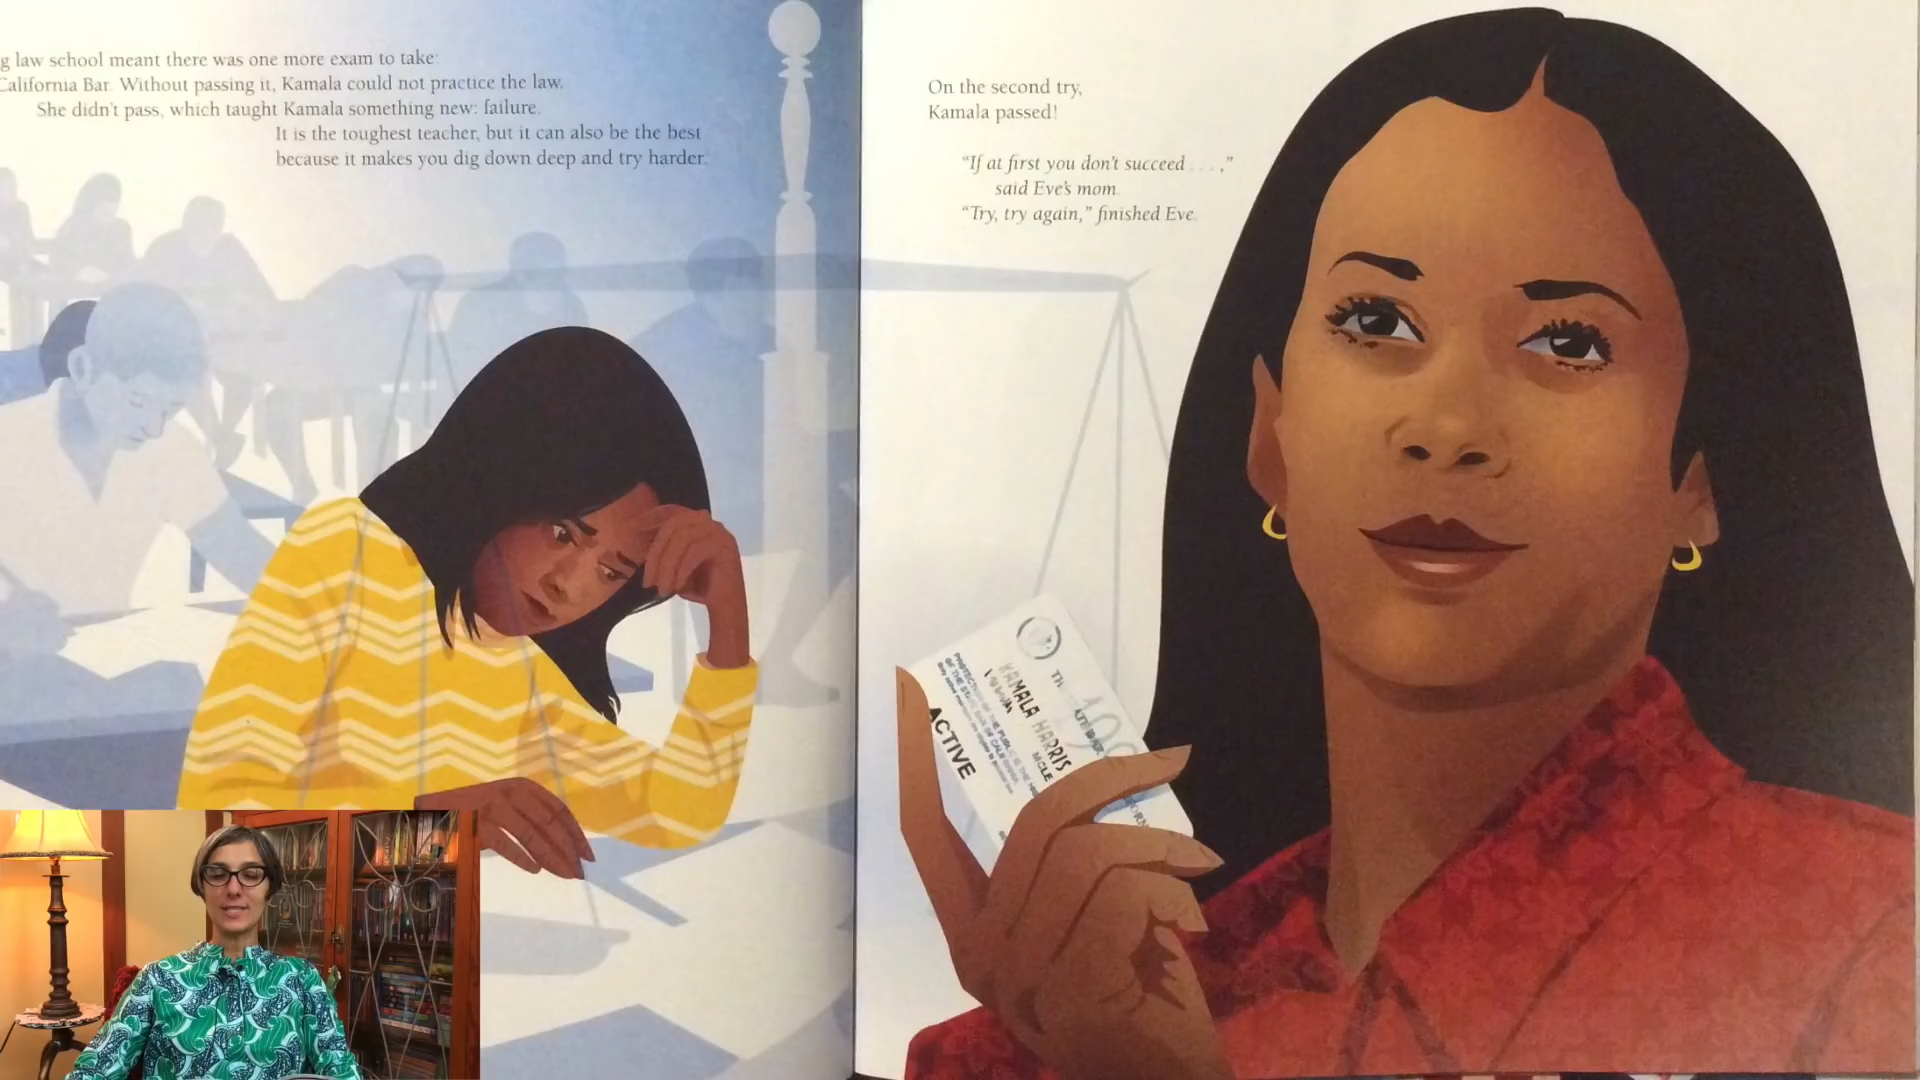 g law school meant there was one more exam to take:
California Bar. Without passing it, Kamala could not practice the law.
She didn't pass, which taught Kamala something new: failure.
It is the toughest teacher, but it can also be the best
because it makes you dig down deep and try harder.
On the second try,
Kamala passed!
“If at first you don't succeed . . . ,”
said Eve's mom.
“Try, try again,” finished Eve.
KAMALA HARRIS
MCLE
ACTIVE